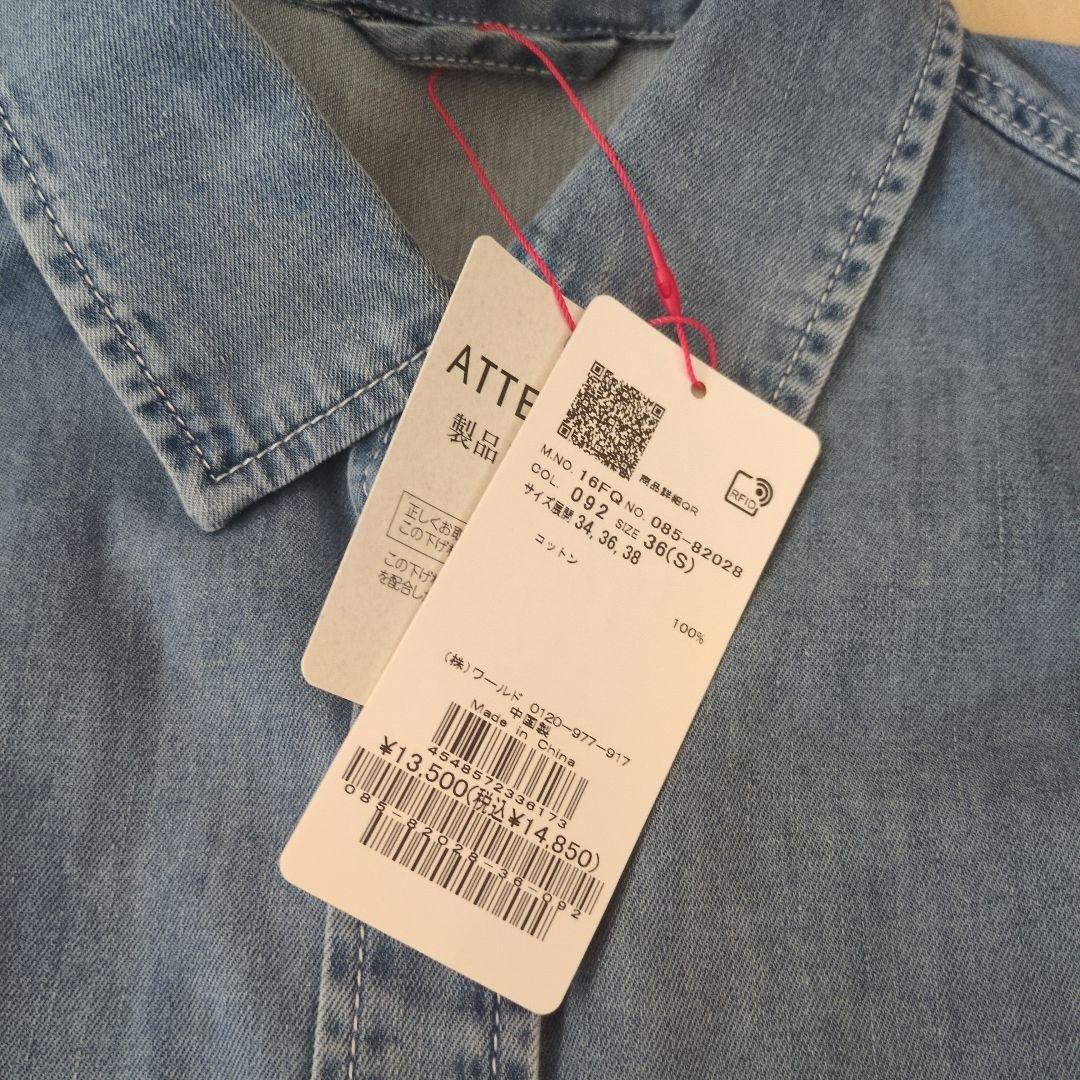 ATTE
製品
正しくお取
この下げ
この下げ
を配合し
商品詳細QR
RFID
M.NO. 16FQ NO. 085-82028
COL. 092 SIZE 36(S)
サイズ展開 34, 36, 38
コットン
100%
(株)ワールド 0120-977-917
中国製
Made in China
4548572336173
¥13,500(税込¥14,850)
085-82028-36-092